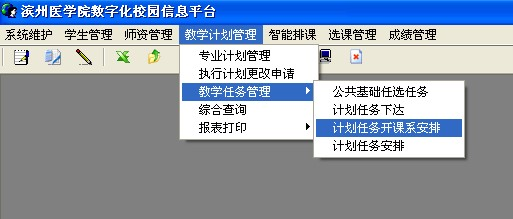 滨州医学院数字化校园信息平台
系统维护 学生管理 师资管理 教学计划管理 智能排课 选课管理 成绩管理
专业计划管理
执行计划更改申请
教学任务管理
综合查询
报表打印
公共基础任选任务
计划任务下达
计划任务开课系安排
计划任务安排